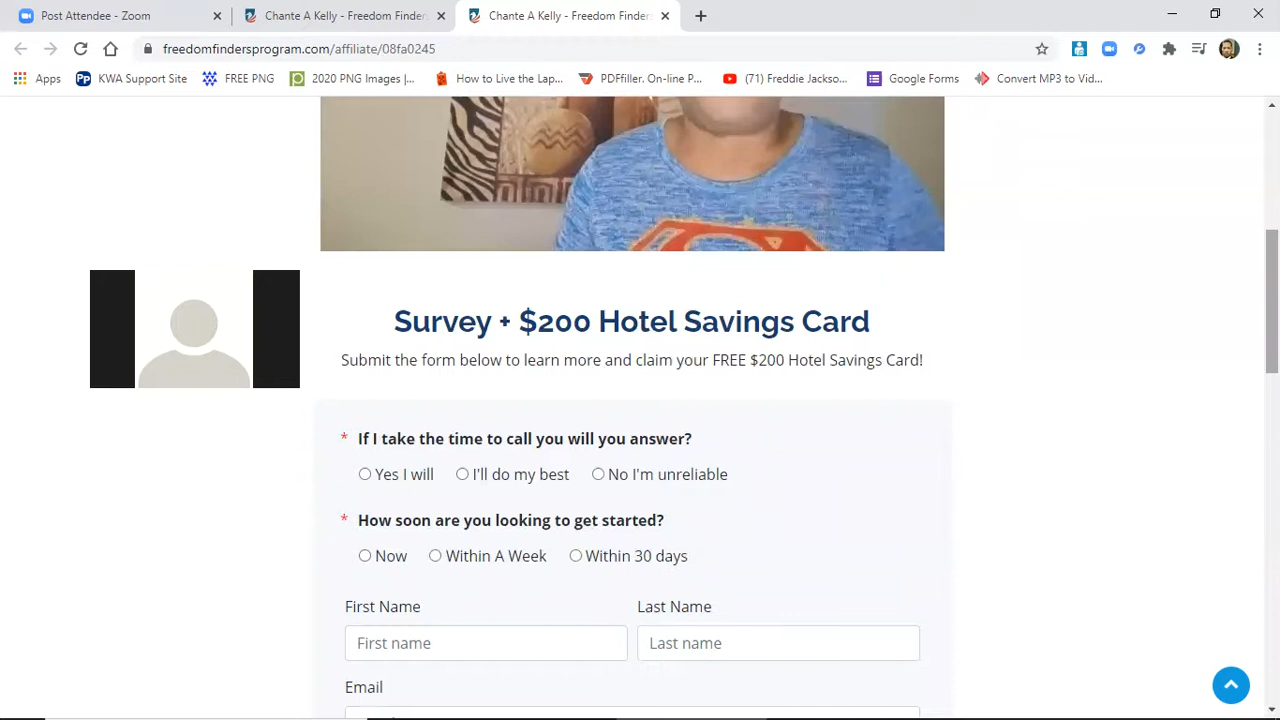 Post Attendee - Zoom
Chante A Kelly - Freedom Finders
Chante A Kelly - Freedom Finders
freedomfindersprogram.com/affiliate/08fa0245
Apps
KWA Support Site
FREE PNG
2020 PNG Images |...
How to Live the Lap...
PDFfiller. On-line P...
(71) Freddie Jackso...
Google Forms
Convert MP3 to Vid...
Survey + $200 Hotel Savings Card
Submit the form below to learn more and claim your FREE $200 Hotel Savings Card!
* If I take the time to call you will you answer?
Yes I will I'll do my best No I'm unreliable
* How soon are you looking to get started?
Now Within A Week Within 30 days
First Name Last Name
First name Last name
Email